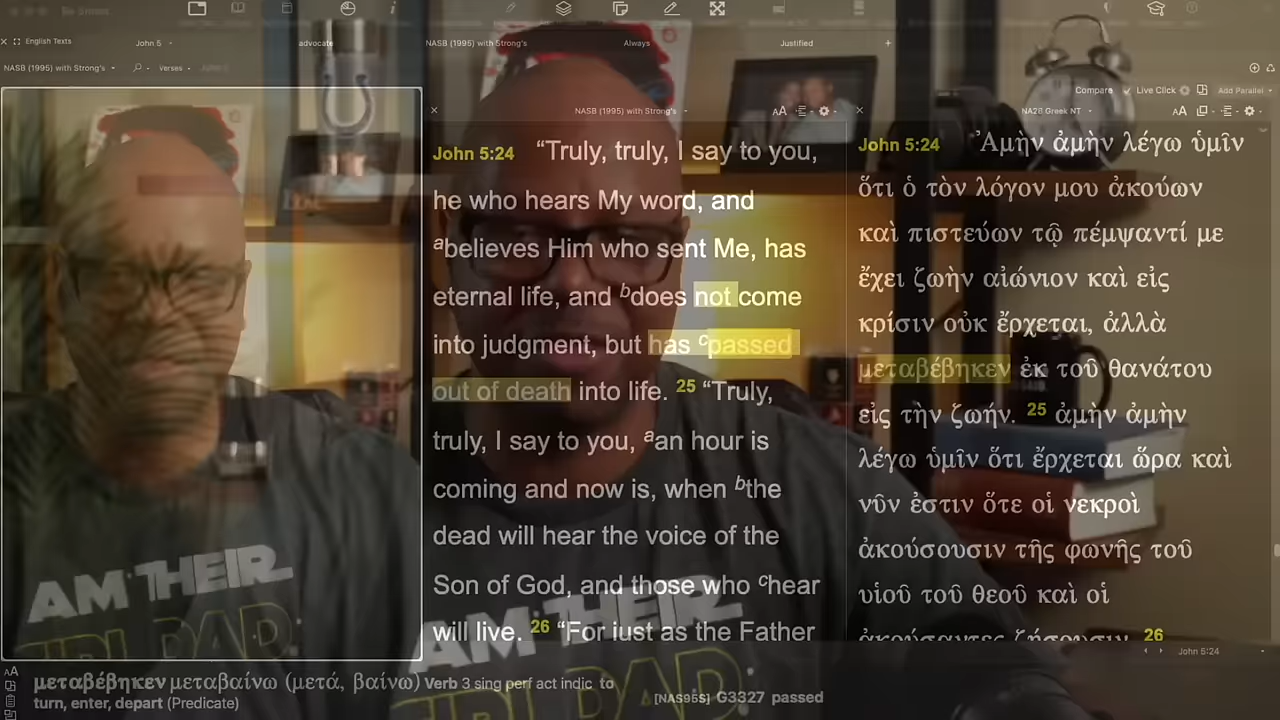 English Texts
John 5
advocate
NASB (1995) with Strong's
Always
Justified
NASB (1995) with Strong's
Verses
Compare
Live Click
Add Parallel
NASB (1995) with Strong's
AA
NA28 Greek NT
AA
John 5:24 “Truly, truly, I say to you,
he who hears My word, and
ᵃbelieves Him who sent Me, has
eternal life, and ᵇdoes not come
into judgment, but has ᶜpassed
out of death into life. 25 “Truly,
truly, I say to you, ᵃan hour is
coming and now is, when ᵇthe
dead will hear the voice of the
Son of God, and those who ᶜhear
will live. 26 “For just as the Father
John 5:24 Ἀμὴν ἀμὴν λέγω ὑμῖν
ὅτι ὁ τὸν λόγον μου ἀκούων
καὶ πιστεύων τῷ πέμψαντί με
ἔχει ζωὴν αἰώνιον καὶ εἰς
κρίσιν οὐκ ἔρχεται, ἀλλὰ
μεταβέβηκεν ἐκ τοῦ θανάτου
εἰς τὴν ζωήν. 25 ἀμὴν ἀμὴν
λέγω ὑμῖν ὅτι ἔρχεται ὥρα καὶ
νῦν ἐστιν ὅτε οἱ νεκροὶ
ἀκούσουσιν τῆς φωνῆς τοῦ
υἱοῦ τοῦ θεοῦ καὶ οἱ
ἀκούσαντες ζήσουσιν. 26
John 5:24
AM THEIR
AM THEIR
DAD
AA
μεταβέβηκεν μεταβαίνω (μετά, βαίνω) Verb 3 sing perf act indic to
turn, enter, depart (Predicate)
[NAS95S] G3327 passed